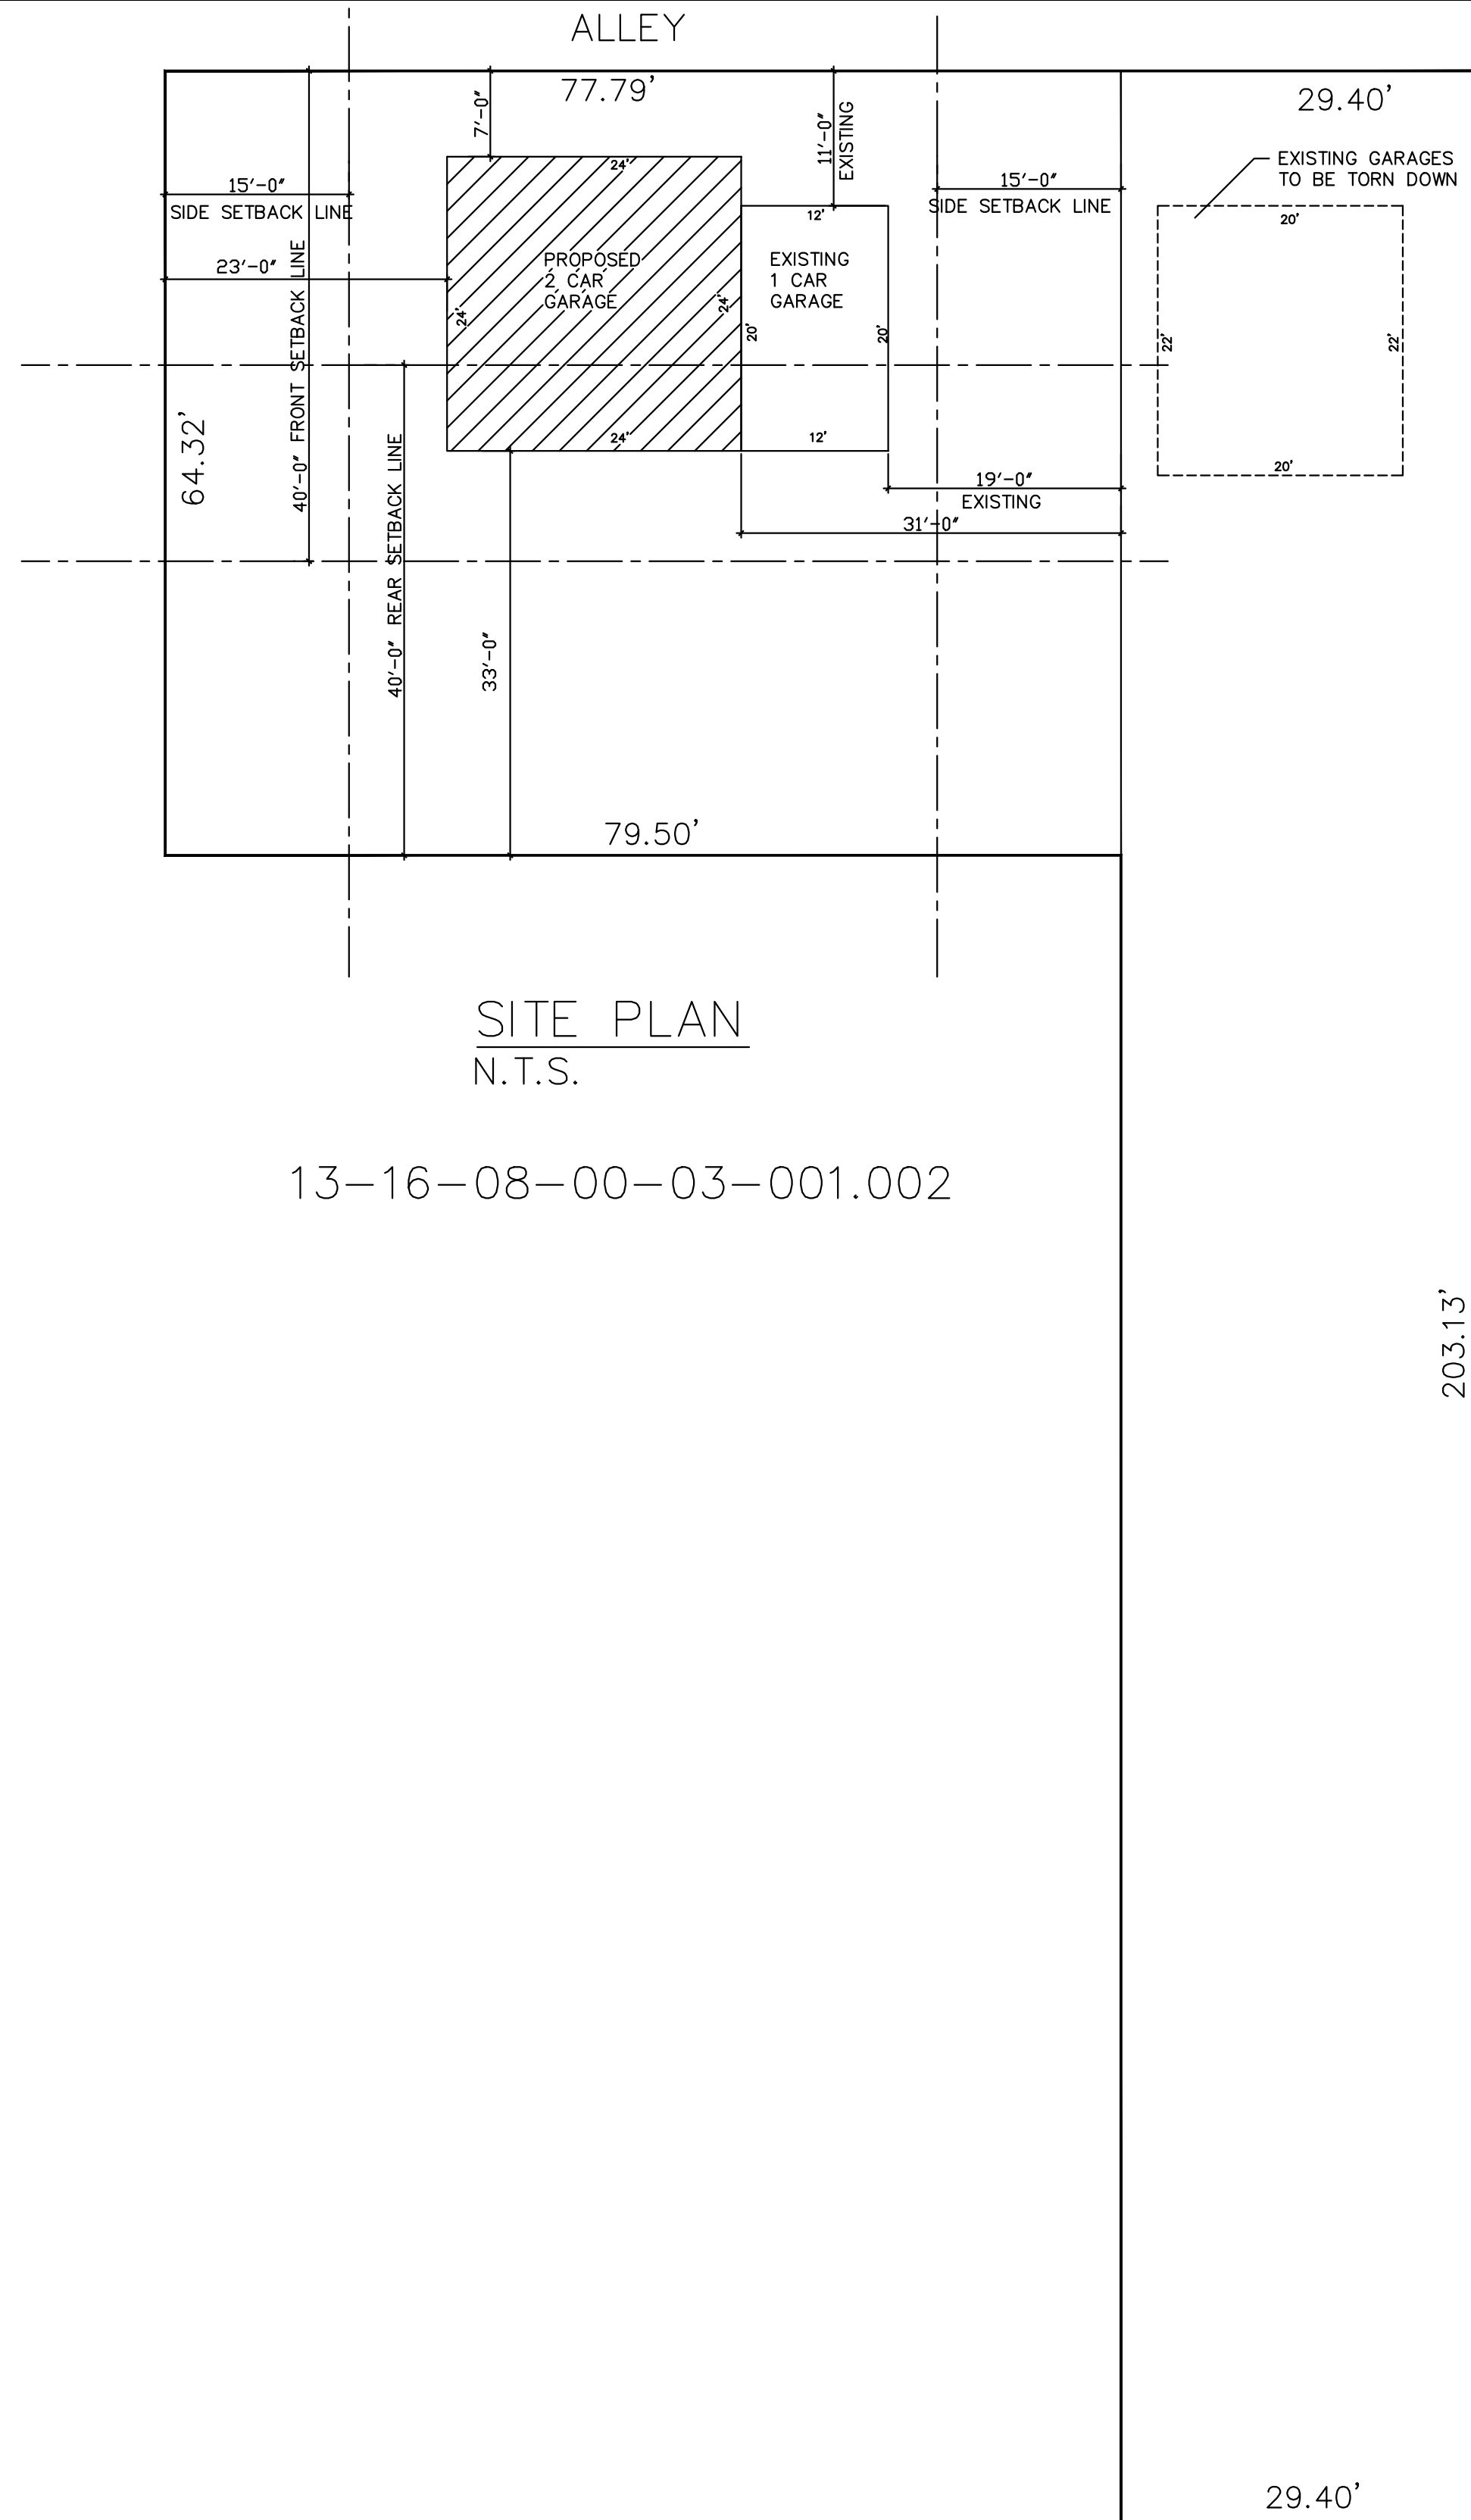 ALLEY
77.79'
29.40'
7'-0"
11'-0"
EXISTING
EXISTING GARAGES
TO BE TORN DOWN
15'-0"
SIDE SETBACK LINE
24'
12'
15'-0"
SIDE SETBACK LINE
20'
23'-0"
PROPOSED
2 CAR
GARAGE
EXISTING
1 CAR
GARAGE
24'
24'
20'
20'
22'
22'
64.32'
40'-0" FRONT SETBACK LINE
24'
12'
20'
19'-0"
EXISTING
31'-0"
40'-0" REAR SETBACK LINE
33'-0"
79.50'
SITE PLAN
N.T.S.
13-16-08-00-03-001.002
203.13'
29.40'